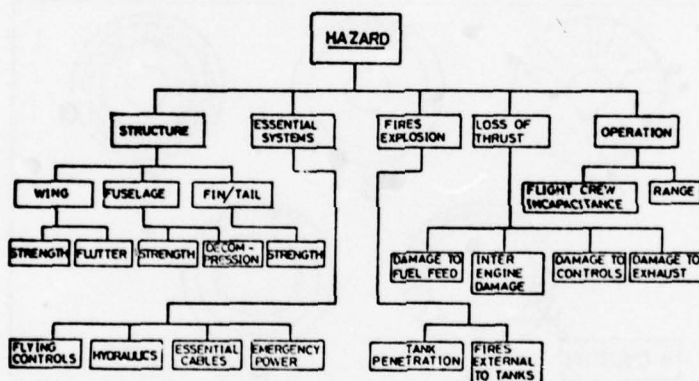 HAZARD
STRUCTURE
ESSENTIAL
SYSTEMS
FIRES
EXPLOSION
LOSS OF
THRUST
OPERATION
WING
FUSELAGE
FIN/TAIL
FLIGHT CREW
INCAPACITANCE
RANGE
STRENGTH
FLUTTER
STRENGTH
DECOM-
PRESSION
STRENGTH
DAMAGE TO
FUEL FEED
INTER
ENGINE
DAMAGE
DAMAGE TO
CONTROLS
DAMAGE TO
EXHAUST
FLYING
CONTROLS
HYDRAULICS
ESSENTIAL
CABLES
EMERGENCY
POWER
TANK
PENETRATION
FIRES
EXTERNAL
TO TANKS